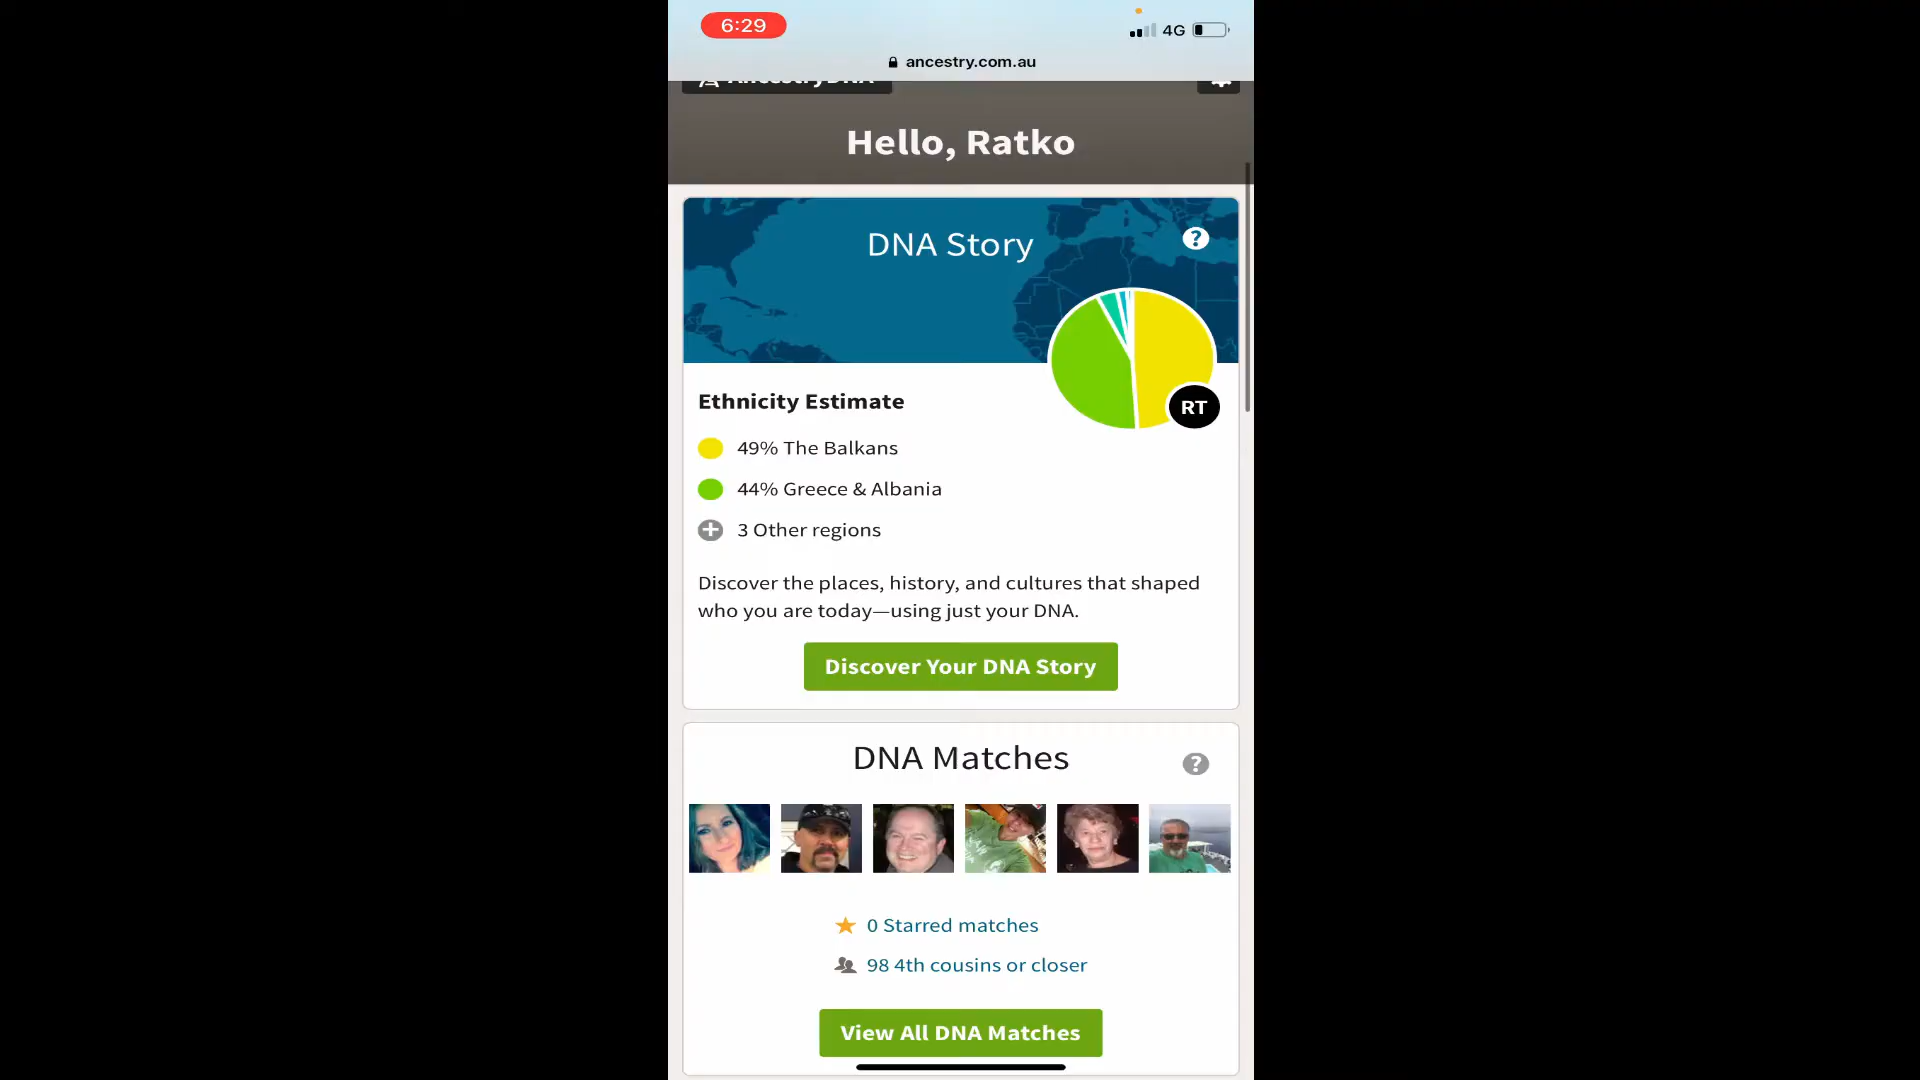 6:29
4G
ancestry.com.au
AncestryDNA
Hello, Ratko
DNA Story
?
Ethnicity Estimate
RT
49% The Balkans
44% Greece & Albania
3 Other regions
Discover the places, history, and cultures that shaped
who you are today—using just your DNA.
Discover Your DNA Story
DNA Matches
?
0 Starred matches
98 4th cousins or closer
View All DNA Matches